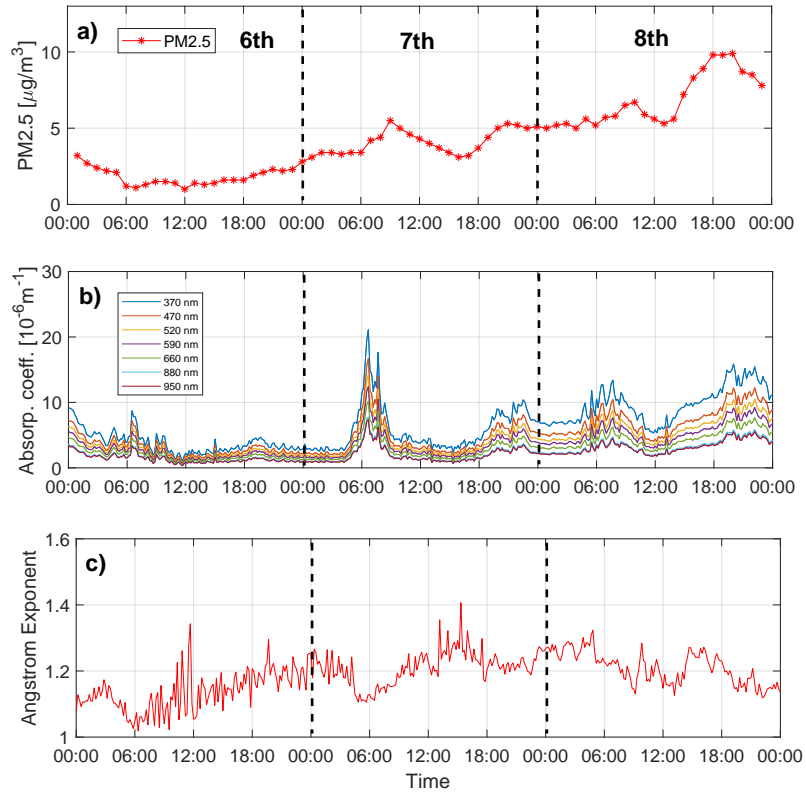 a)
PM2.5
6th
7th
8th
PM2.5 [μg/m³]
10
5
0
00:00 06:00 12:00 18:00 00:00 06:00 12:00 18:00 00:00 06:00 12:00 18:00 23:00
b)
370 nm
470 nm
520 nm
590 nm
660 nm
880 nm
950 nm
Absorp. coeff. [10⁻⁶m⁻¹]
30
20
10
0
00:00 06:00 12:00 18:00 00:00 06:00 12:00 18:00 00:00 06:00 12:00 18:00 00:00
c)
Angstrom Exponent
1.6
1.4
1.2
1
00:00 06:00 12:00 18:00 00:00 06:00 12:00 18:00 00:00 06:00 12:00 18:00 00:00
Time